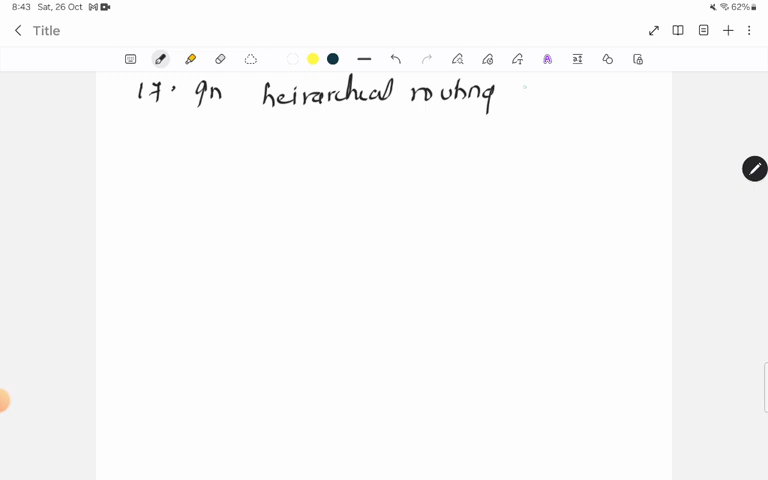 8:43 Sat, 26 Oct 62%
Title
17. In heirarchical routing